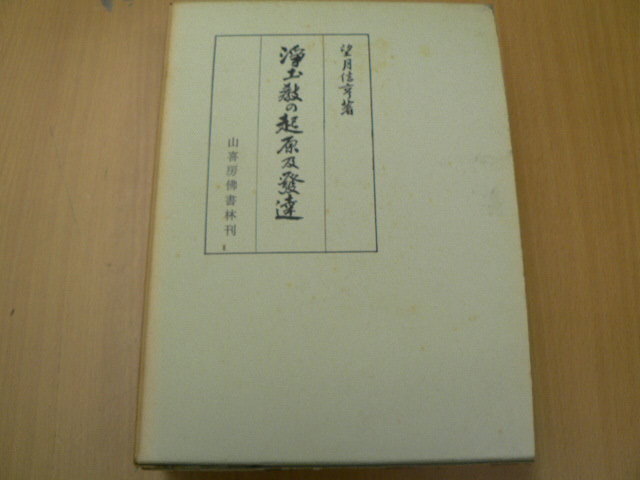 望月信亨著
浄土教の起原及發達
山喜房佛書林刊